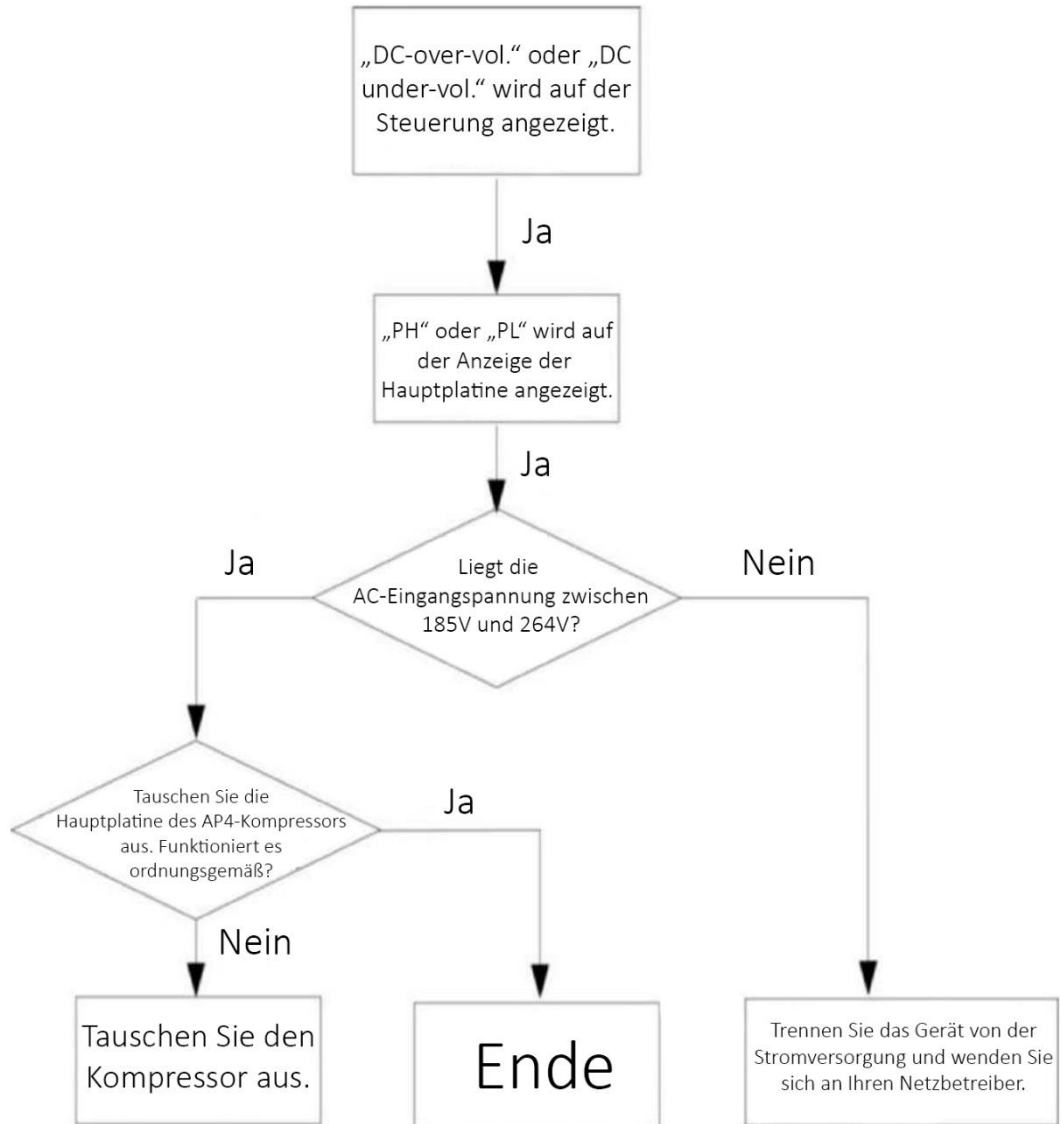 „DC-over-vol.“ oder „DC
under-vol.“ wird auf der
Steuerung angezeigt.
Ja
„PH“ oder „PL“ wird auf
der Anzeige der
Hauptplatine angezeigt.
Ja
Liegt die
AC-Eingangspannung zwischen
185V und 264V?
Ja
Nein
Tauschen Sie die
Hauptplatine des AP4-Kompressors
aus. Funktioniert es
ordnungsgemäß?
Ja
Nein
Tauschen Sie den
Kompressor aus.
Ende
Trennen Sie das Gerät von der
Stromversorgung und wenden Sie
sich an Ihren Netzbetreiber.